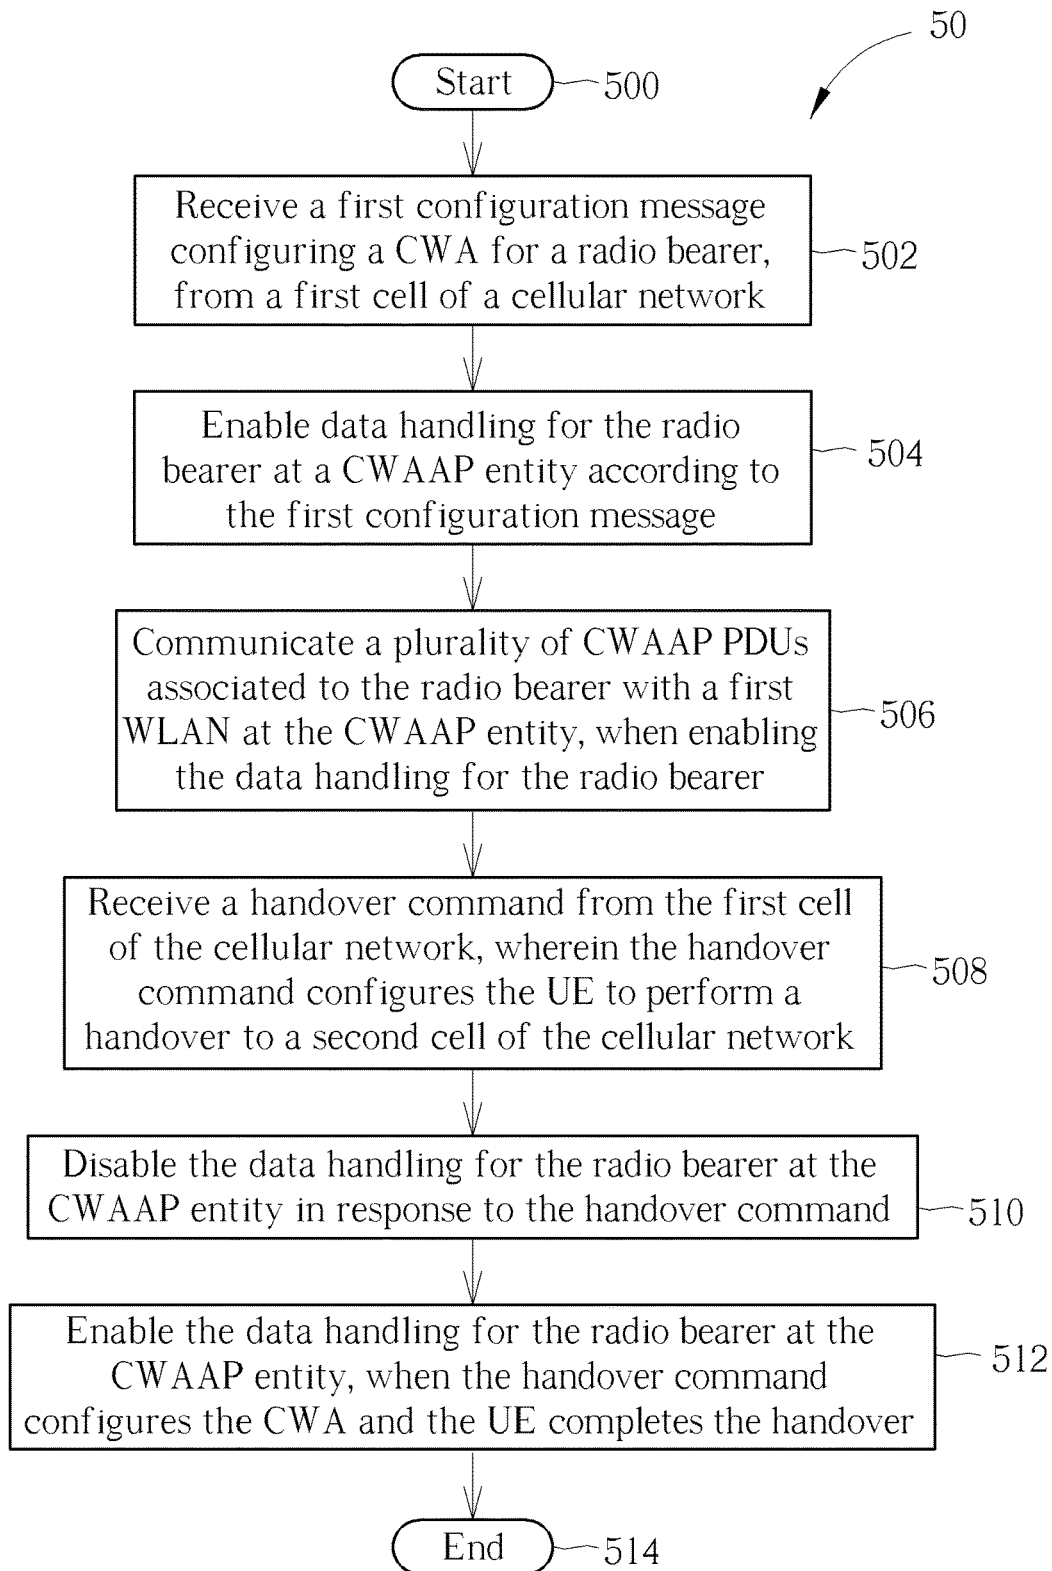 50
Start
500
Receive a first configuration message
configuring a CWA for a radio bearer,
from a first cell of a cellular network
502
Enable data handling for the radio
bearer at a CWAAP entity according to
the first configuration message
504
Communicate a plurality of CWAAP PDUs
associated to the radio bearer with a first
WLAN at the CWAAP entity, when enabling
the data handling for the radio bearer
506
Receive a handover command from the first cell
of the cellular network, wherein the handover
command configures the UE to perform a
handover to a second cell of the cellular network
508
Disable the data handling for the radio bearer at the
CWAAP entity in response to the handover command
510
Enable the data handling for the radio bearer at the
CWAAP entity, when the handover command
configures the CWA and the UE completes the handover
512
End
514